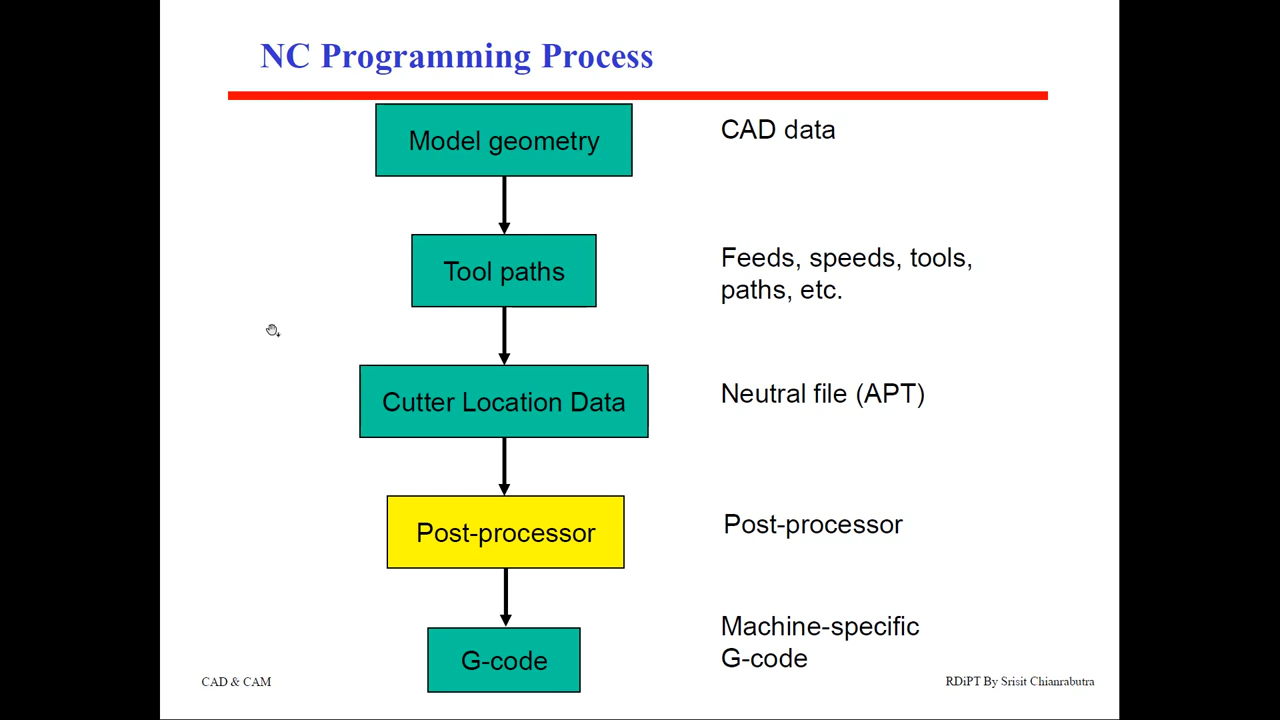 NC Programming Process
Model geometry
CAD data
Tool paths
Feeds, speeds, tools,
paths, etc.
Cutter Location Data
Neutral file (APT)
Post-processor
Post-processor
G-code
Machine-specific
G-code
CAD & CAM
RDiPT By Srisit Chianrabutra